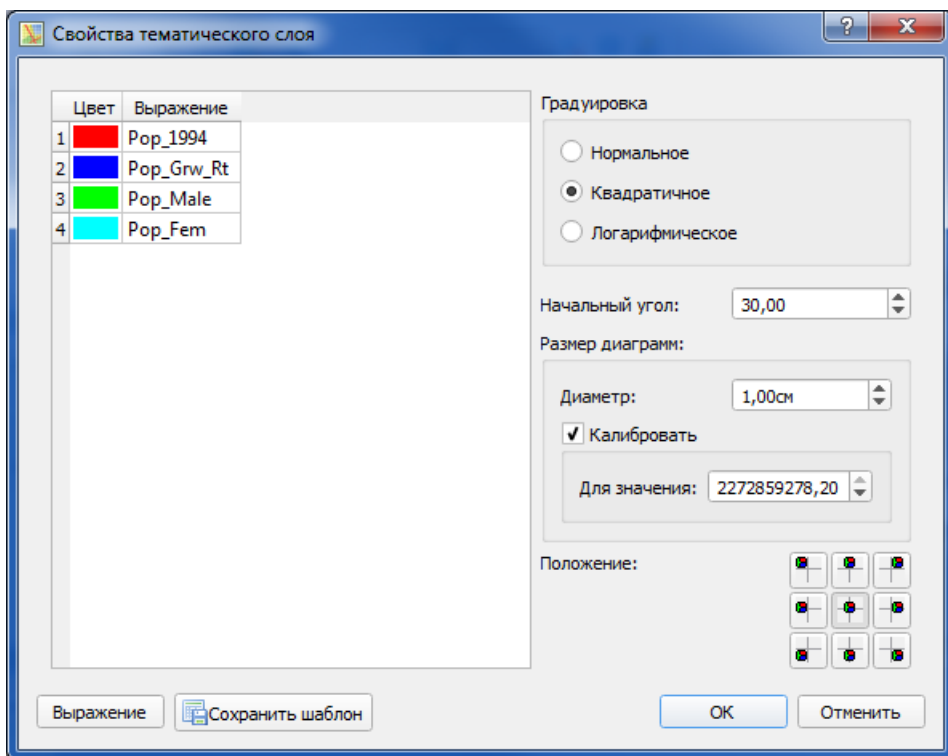 Свойства тематического слоя
Цвет Выражение
1 Pop_1994
2 Pop_Grw_Rt
3 Pop_Male
4 Pop_Fem
Градуировка
Нормальное
Квадратичное
Логарифмическое
Начальный угол: 30,00
Размер диаграмм:
Диаметр: 1,00см
Калибровать
Для значения: 2272859278,20
Положение:
Выражение Сохранить шаблон OK Отменить